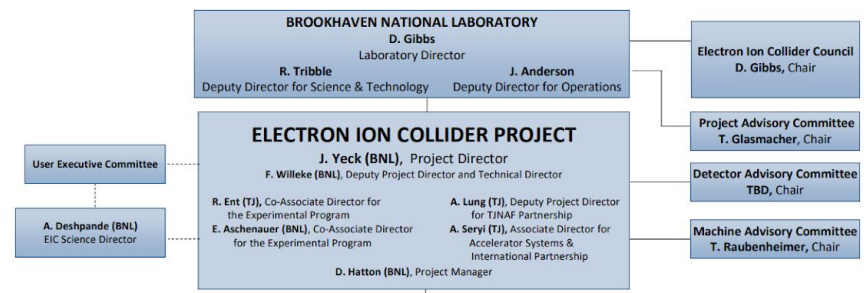 BROOKHAVEN NATIONAL LABORATORY
D. Gibbs
Laboratory Director
R. Tribble
Deputy Director for Science & Technology
J. Anderson
Deputy Director for Operations
Electron Ion Collider Council
D. Gibbs, Chair
Project Advisory Committee
T. Glasmacher, Chair
ELECTRON ION COLLIDER PROJECT
J. Yeck (BNL), Project Director
F. Willeke (BNL), Deputy Project Director and Technical Director
R. Ent (TJ), Co-Associate Director for
the Experimental Program
E. Aschenauer (BNL), Co-Associate Director
for the Experimental Program
A. Lung (TJ), Deputy Project Director
for TJNAF Partnership
A. Seryi (TJ), Associate Director for
Accelerator Systems &
International Partnership
D. Hatton (BNL), Project Manager
User Executive Committee
A. Deshpande (BNL)
EIC Science Director
Detector Advisory Committee
TBD, Chair
Machine Advisory Committee
T. Raubenheimer, Chair